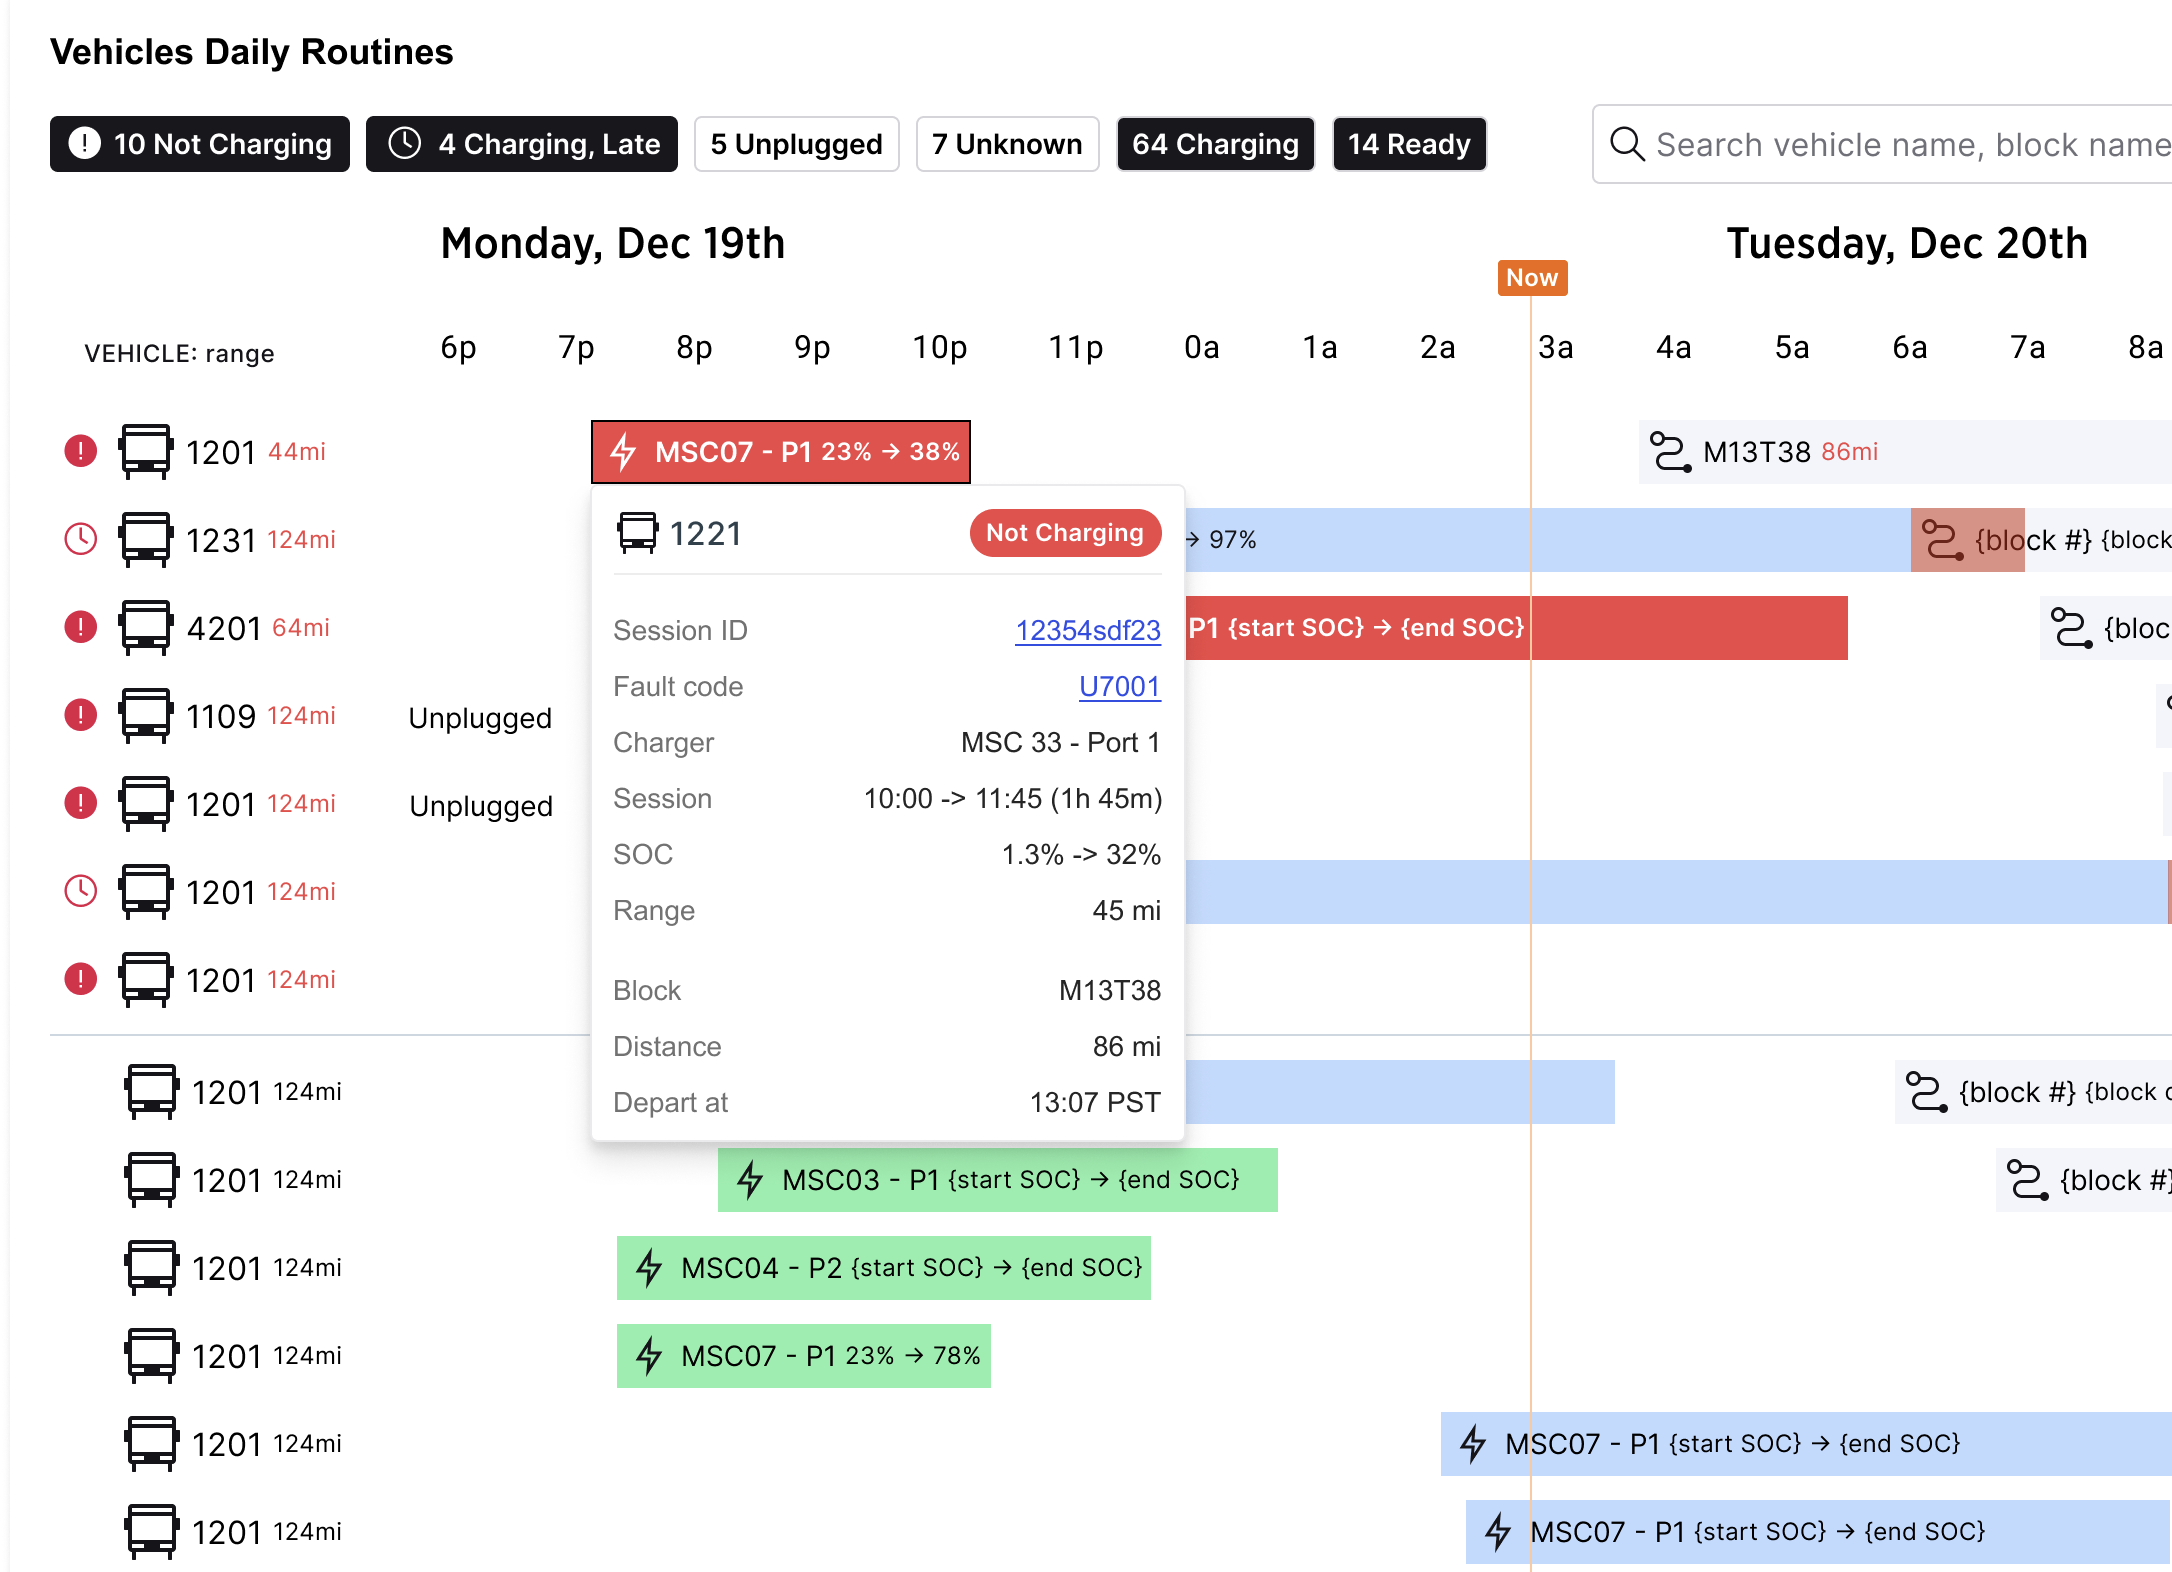 Vehicles Daily Routines
10 Not Charging
4 Charging, Late
5 Unplugged
7 Unknown
64 Charging
14 Ready
Search vehicle name, block name
Monday, Dec 19th
Tuesday, Dec 20th
Now
VEHICLE: range
6p 7p 8p 9p 10p 11p 0a 1a 2a 3a 4a 5a 6a 7a 8a
1201 44mi MSC07 - P1 23% → 38% M13T38 86mi
1231 124mi → 97% {block #} {block
4201 64mi P1 {start SOC} → {end SOC} {bloc
1109 124mi Unplugged
1201 124mi Unplugged
1201 124mi
1201 124mi
1221 Not Charging
Session ID 12354sdf23
Fault code U7001
Charger MSC 33 - Port 1
Session 10:00 -> 11:45 (1h 45m)
SOC 1.3% -> 32%
Range 45 mi
Block M13T38
Distance 86 mi
Depart at 13:07 PST
1201 124mi {block #} {block
1201 124mi MSC03 - P1 {start SOC} → {end SOC} {block #}
1201 124mi MSC04 - P2 {start SOC} → {end SOC}
1201 124mi MSC07 - P1 23% → 78%
1201 124mi MSC07 - P1 {start SOC} → {end SOC}
1201 124mi MSC07 - P1 {start SOC} → {end SOC}